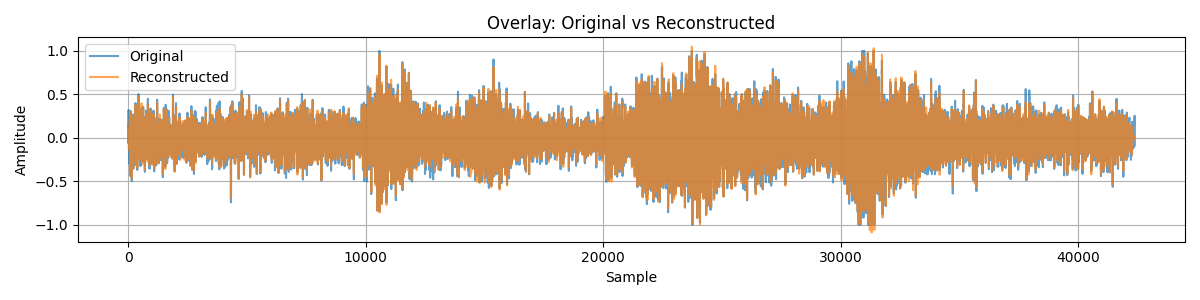 Overlay: Original vs Reconstructed
Original
Reconstructed
1.0
0.5
0.0
−0.5
−1.0
Amplitude
0 10000 20000 30000 40000
Sample